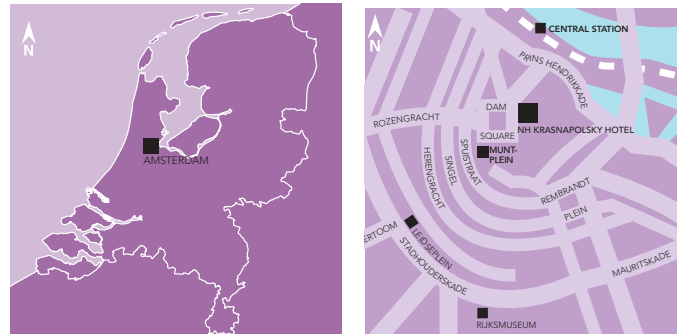 N
AMSTERDAM
N
CENTRAL STATION
PRINS HENDRIKKADE
DAM
SQUARE
NH KRASNAPOLSKY HOTEL
ROZENGRACHT
MUNT-
PLEIN
SPUISTRAAT
SINGEL
HERENGRACHT
REMBRANDT
PLEIN
ERTOOM
LEIDSEPLEIN
STADHOUDERSKADE
MAURITSKADE
RIJKSMUSEUM